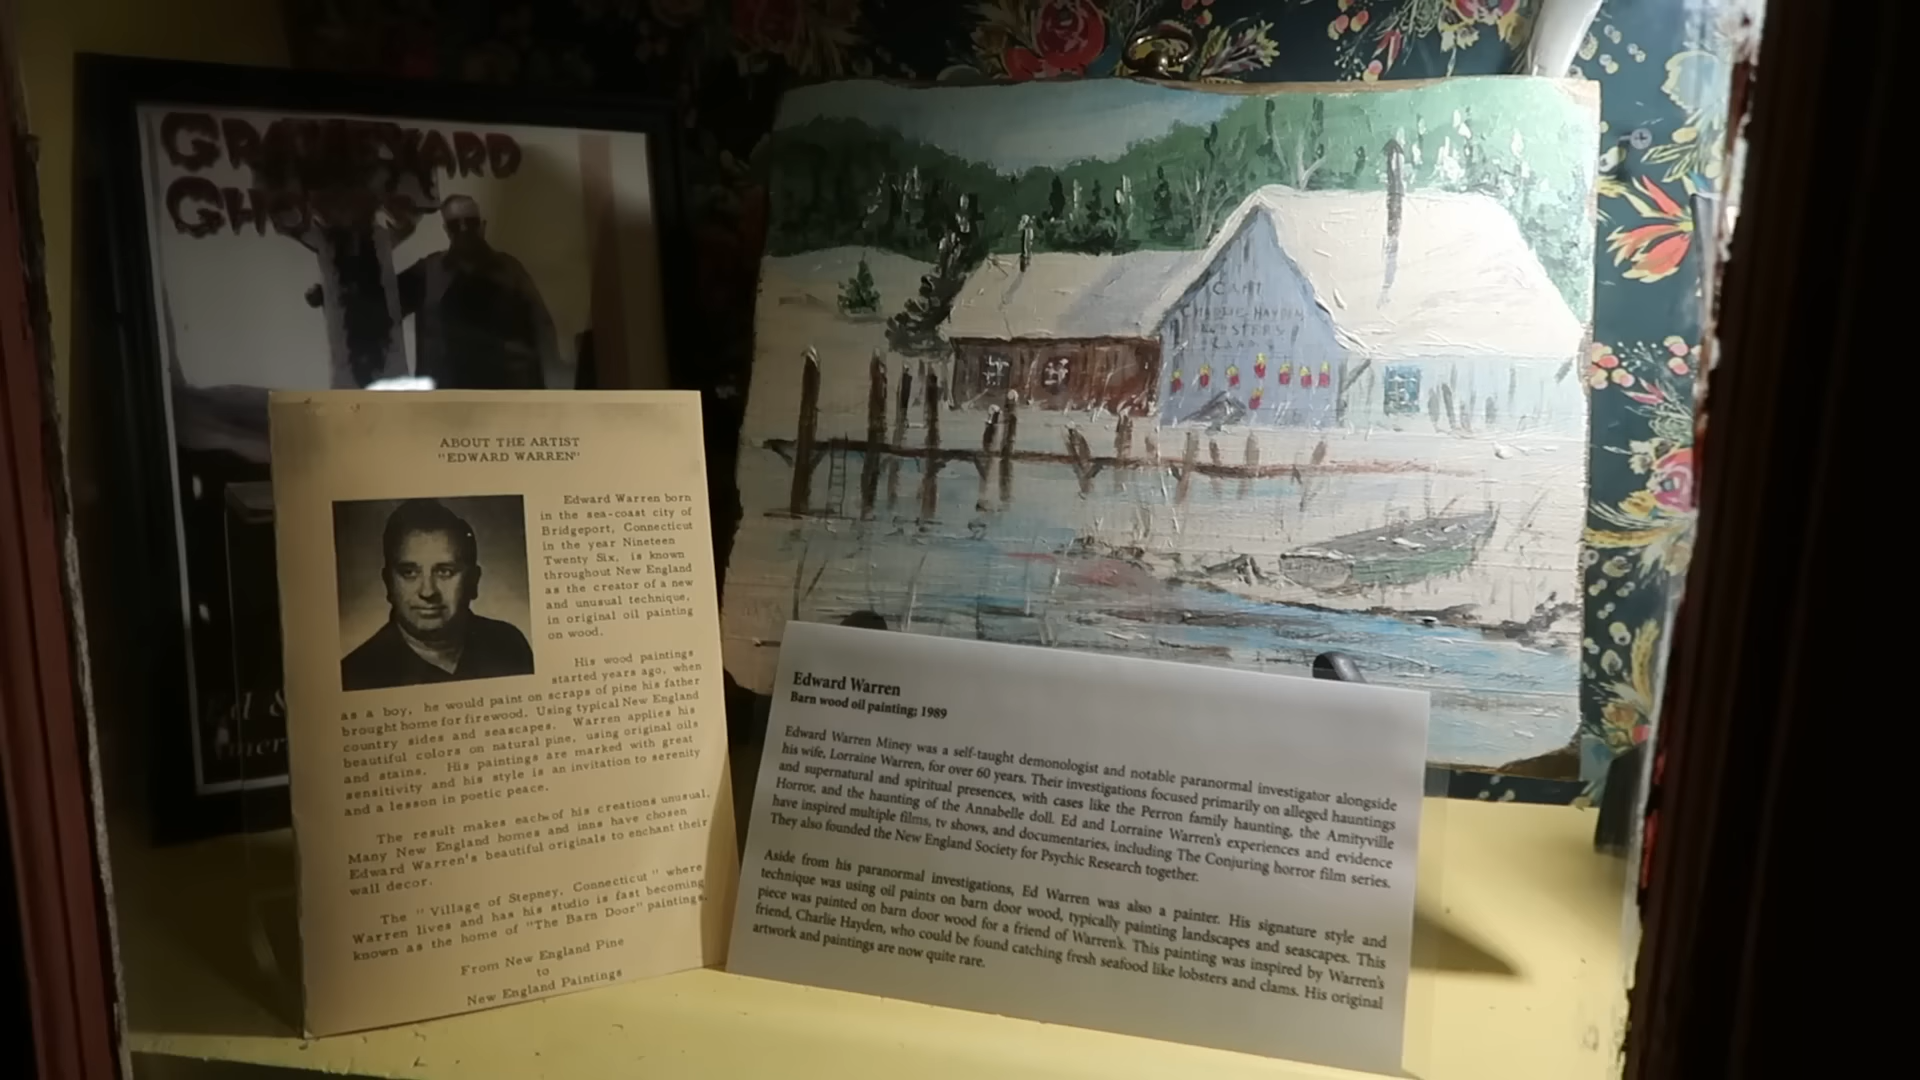 GRAVEYARD
GHOSTS
Ed &
ABOUT THE ARTIST
"EDWARD WARREN"
Edward Warren born
in the sea-coast city of
Bridgeport, Connecticut
in the year Nineteen
Twenty Six, is known
throughout New England
as the creator of a new
and unusual technique,
in original oil painting
on wood.
His wood paintings
started years ago, when
as a boy, he would paint on scraps of pine his father
brought home for firewood. Using typical New England
country sides and seascapes. Warren applies his
beautiful colors on natural pine, using original oils
and stains. His paintings are marked with great
sensitivity and his style is an invitation to serenity
and a lesson in poetic peace.
The result makes each of his creations unusual.
Many New England homes and inns have chosen
Edward Warren's beautiful originals to enchant their
wall decor.
The "Village of Stepney, Connecticut" where
Warren lives and has his studio is fast becoming
known as the home of "The Barn Door" paintings.
From New England Pine
to
New England Paintings
CAPT
CHARLIE HAYDEN
LOBSTERS
Edward Warren
Barn wood oil painting; 1989
Edward Warren Miney was a self-taught demonologist and notable paranormal investigator alongside
his wife, Lorraine Warren, for over 60 years. Their investigations focused primarily on alleged hauntings
and supernatural and spiritual presences, with cases like the Perron family haunting, the Amityville
Horror, and the haunting of the Annabelle doll. Ed and Lorraine Warren's experiences and evidence
have inspired multiple films, tv shows, and documentaries, including The Conjuring horror film series.
They also founded the New England Society for Psychic Research together.
Aside from his paranormal investigations, Ed Warren was also a painter. His signature style and
technique was using oil paints on barn door wood, typically painting landscapes and seascapes. This
piece was painted on barn door wood for a friend of Warren's. This painting was inspired by Warren's
friend, Charlie Hayden, who could be found catching fresh seafood like lobsters and clams. His original
artwork and paintings are now quite rare.